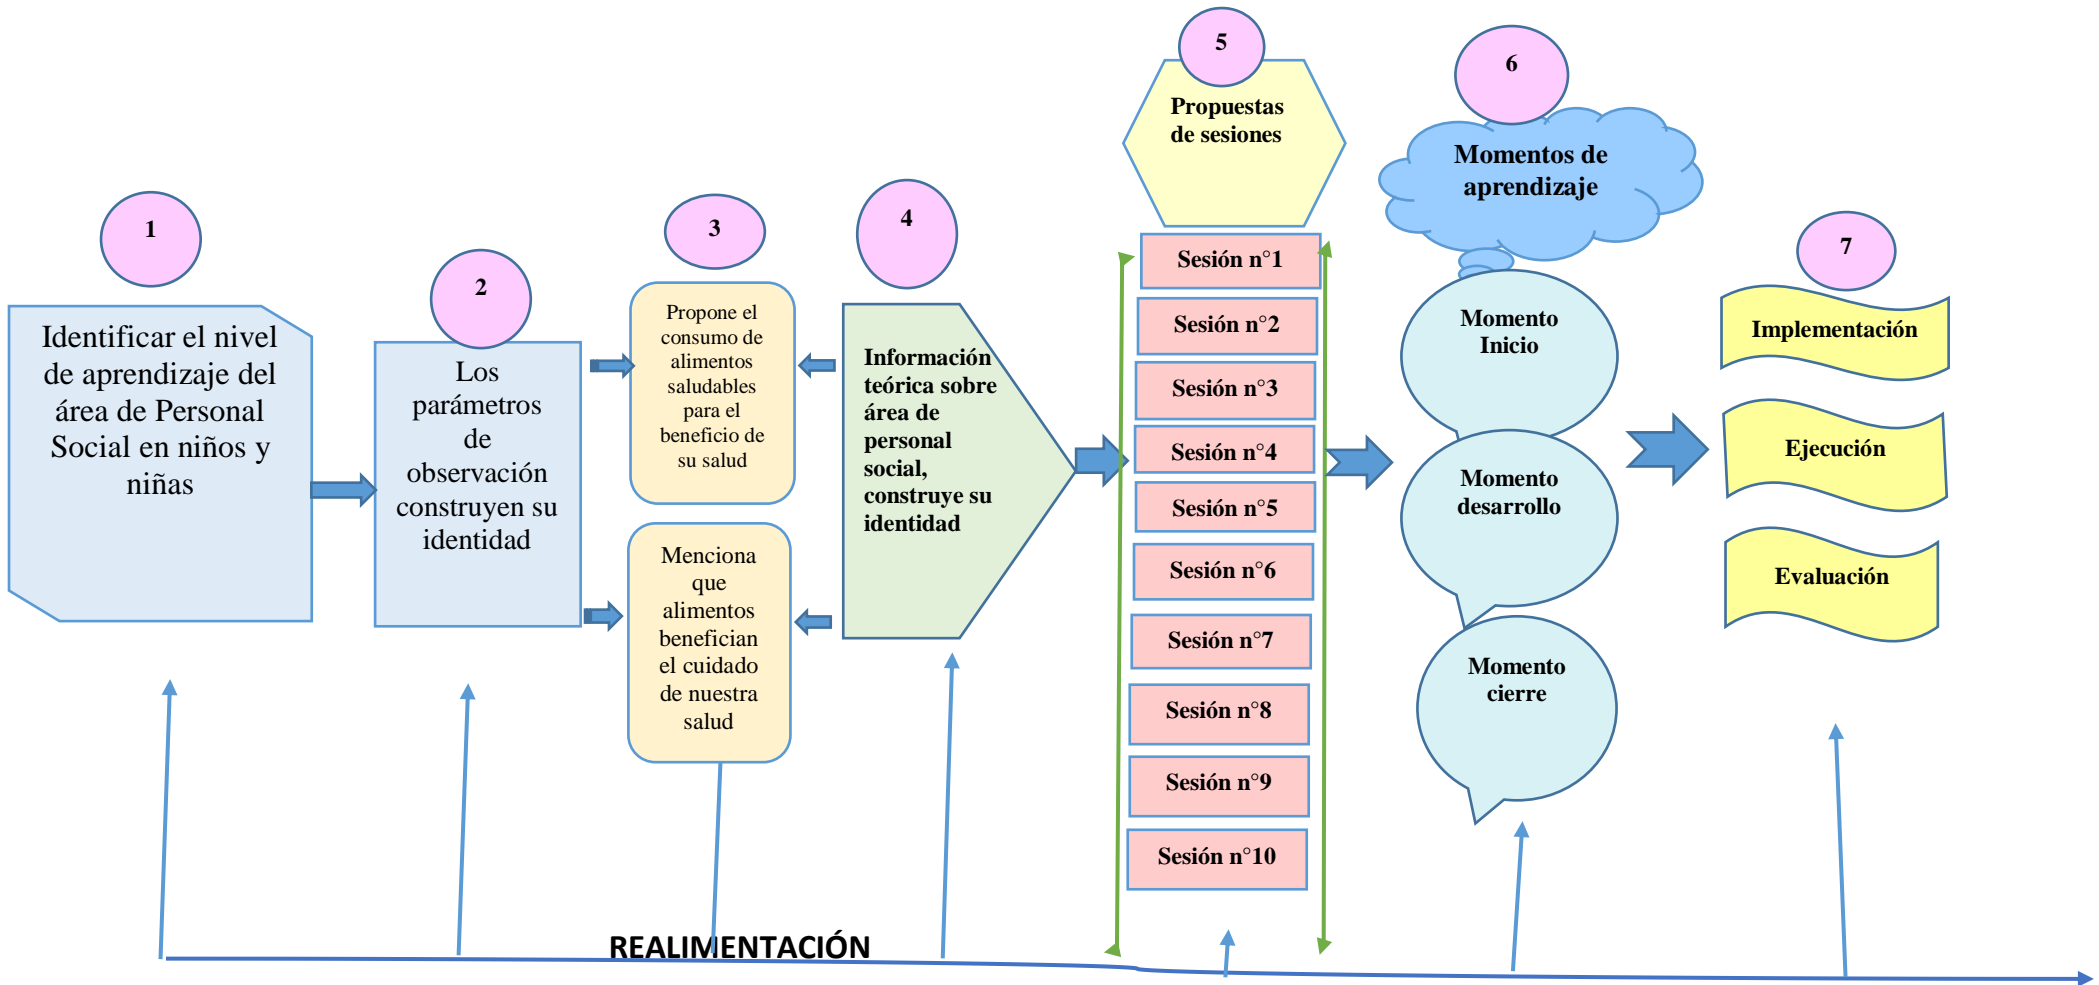 1
Identificar el nivel
de aprendizaje del
área de Personal
Social en niños y
niñas
2
Los
parámetros
de
observación
construyen su
identidad
3
Propone el
consumo de
alimentos
saludables
para el
beneficio de
su salud
Menciona
que
alimentos
benefician
el cuidado
de nuestra
salud
4
Información
teórica sobre
área de
personal
social,
construye su
identidad
5
Propuestas
de sesiones
Sesión n°1
Sesión n°2
Sesión n°3
Sesión n°4
Sesión n°5
Sesión n°6
Sesión n°7
Sesión n°8
Sesión n°9
Sesión n°10
6
Momentos de
aprendizaje
Momento
Inicio
Momento
desarrollo
Momento
cierre
7
Implementación
Ejecución
Evaluación
REALIMENTACIÓN